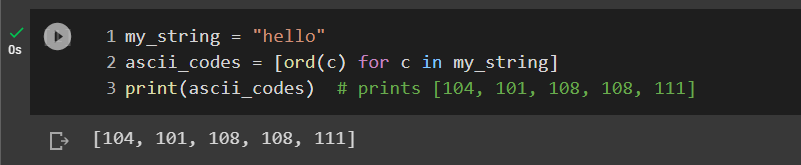 1 my_string = "hello"
2 ascii_codes = [ord(c) for c in my_string]
0s
3 print(ascii_codes)  # prints [104, 101, 108, 108, 111]
[104, 101, 108, 108, 111]